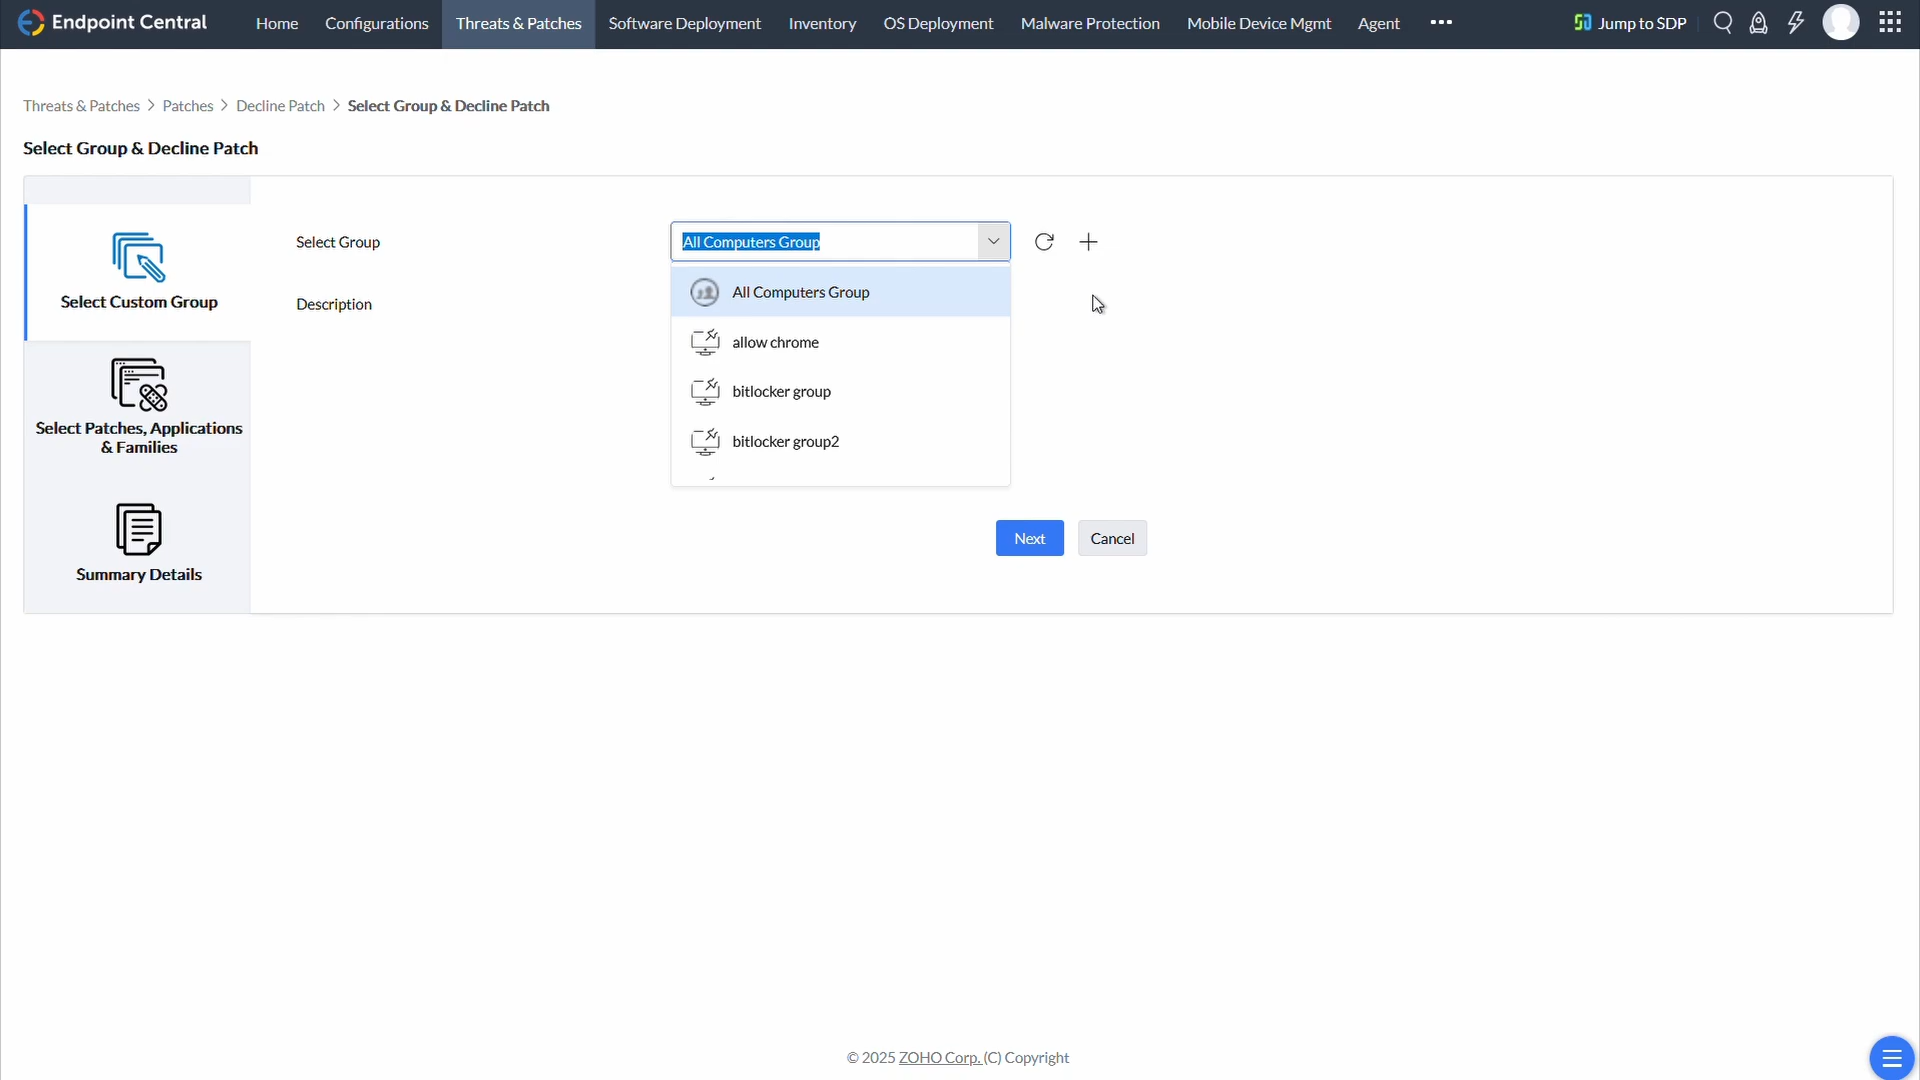 Endpoint Central
Home Configurations Threats & Patches Software Deployment Inventory OS Deployment Malware Protection Mobile Device Mgmt Agent ••• Jump to SDP
Threats & Patches > Patches > Decline Patch > Select Group & Decline Patch
Select Group & Decline Patch
Select Custom Group
Select Patches, Applications
& Families
Summary Details
Select Group
All Computers Group
Description
All Computers Group
allow chrome
bitlocker group
bitlocker group2
Next Cancel
© 2025 ZOHO Corp. (C) Copyright